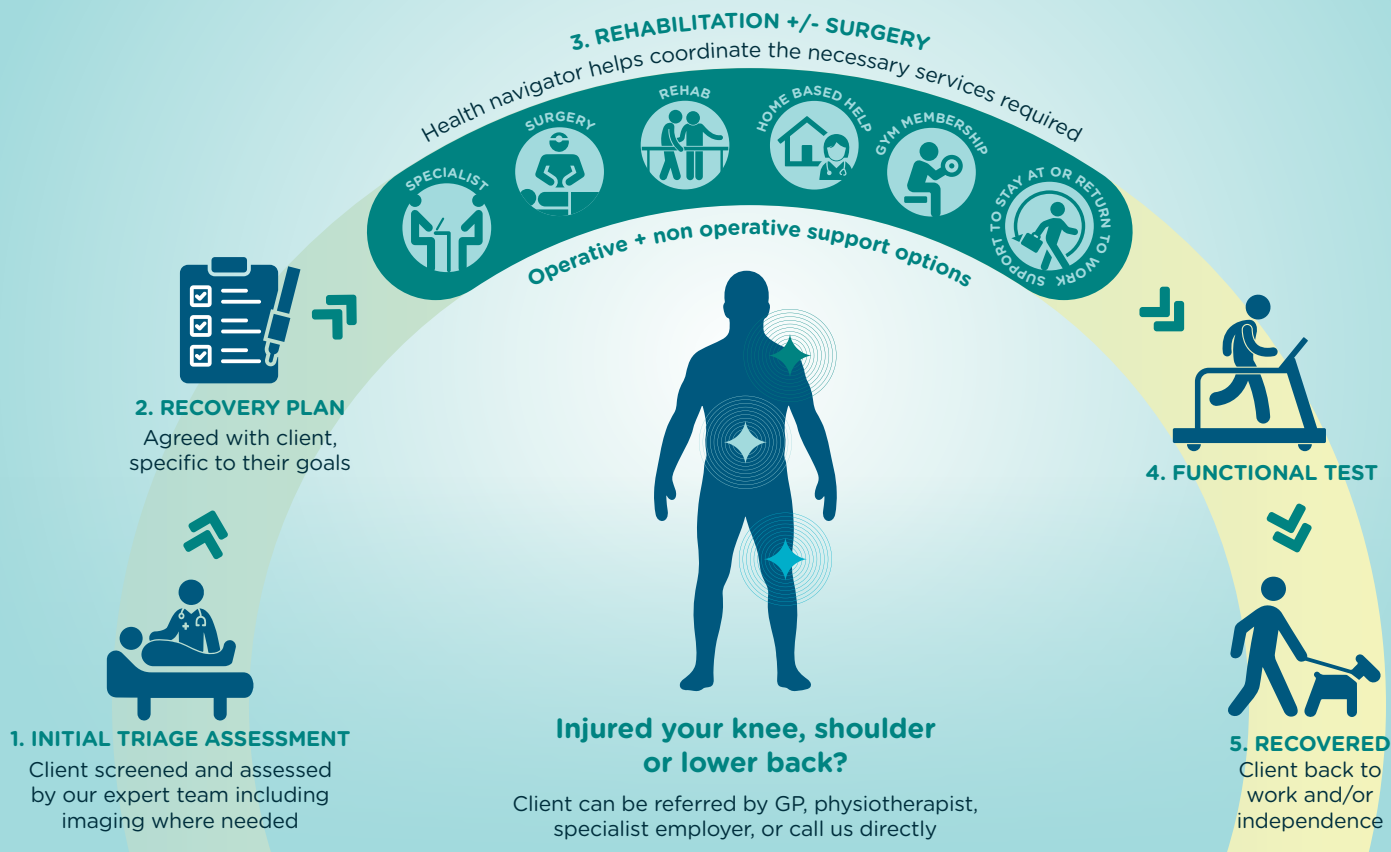 3. REHABILITATION +/- SURGERY
Health navigator helps coordinate the necessary services required
SPECIALIST
SURGERY
REHAB
HOME BASED HELP
GYM MEMBERSHIP
SUPPORT TO STAY AT OR RETURN TO WORK
Operative + non operative support options
2. RECOVERY PLAN
Agreed with client,
specific to their goals
4. FUNCTIONAL TEST
1. INITIAL TRIAGE ASSESSMENT
Client screened and assessed
by our expert team including
imaging where needed
Injured your knee, shoulder
or lower back?
Client can be referred by GP, physiotherapist,
specialist employer, or call us directly
5. RECOVERED
Client back to
work and/or
independence